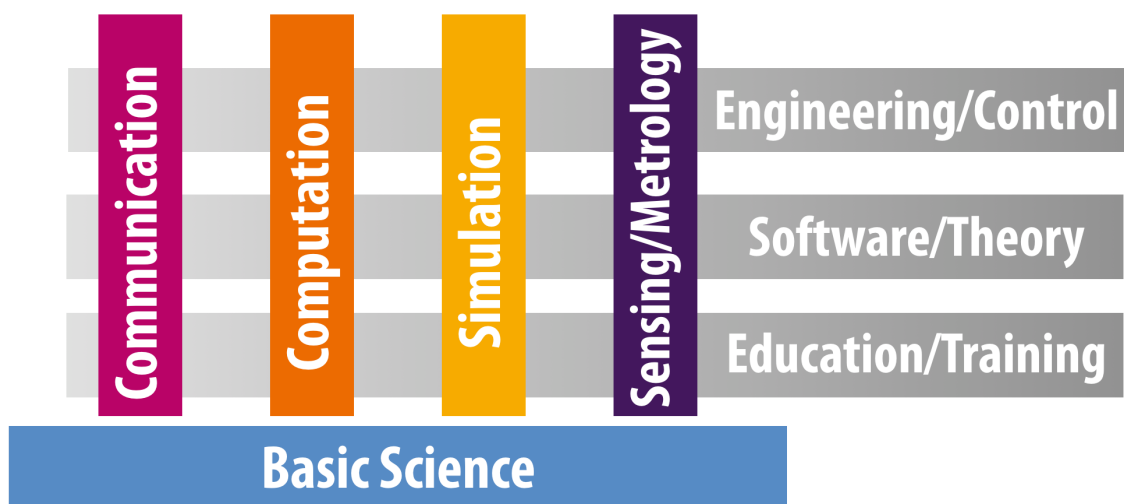 Communication
Computation
Simulation
Sensing/Metrology
Engineering/Control
Software/Theory
Education/Training
Basic Science